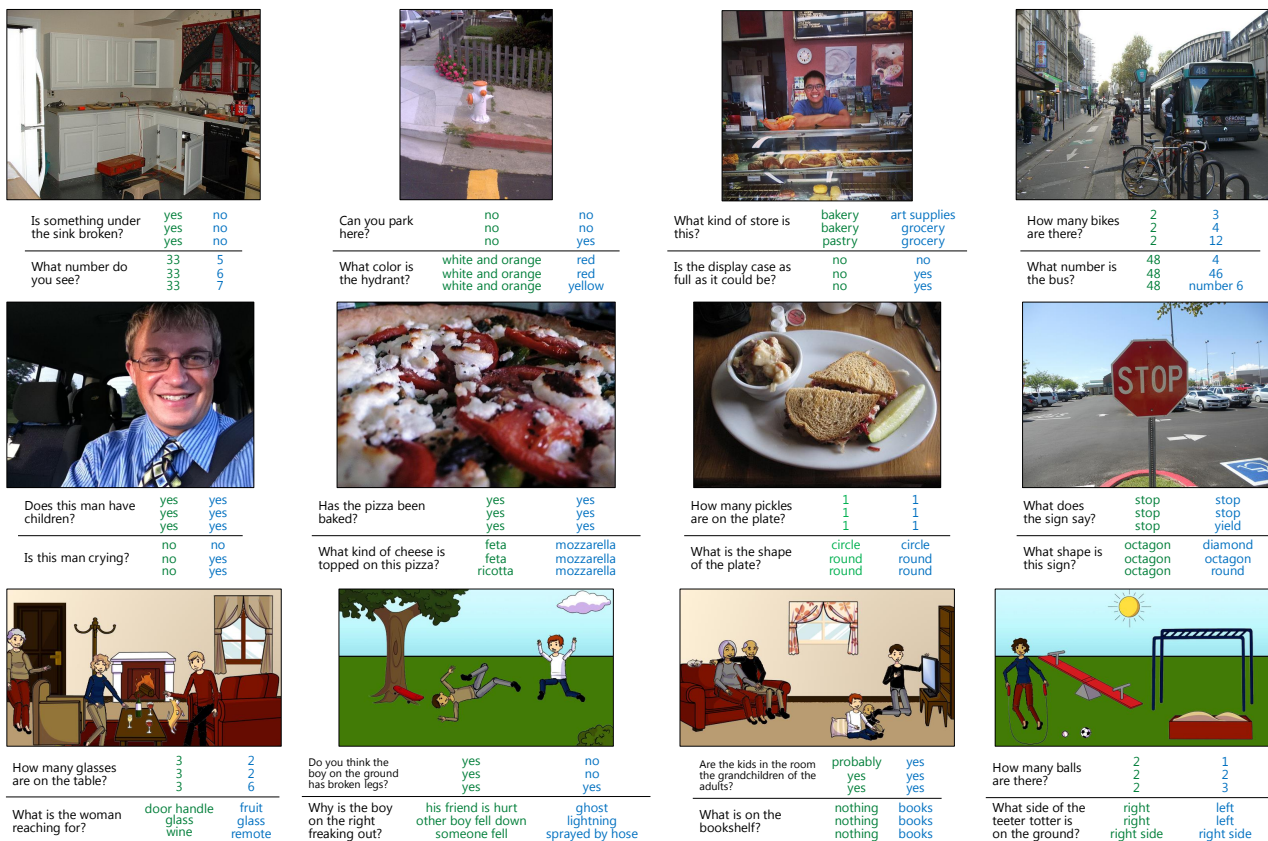 48
Porte des Lilas
33
Is something under
the sink broken?
yes
yes
yes
no
no
no
What number do
you see?
33
33
33
5
6
7
Can you park
here?
no
no
no
no
no
yes
What color is
the hydrant?
white and orange
white and orange
white and orange
red
red
yellow
What kind of store is
this?
bakery
bakery
pastry
art supplies
grocery
grocery
Is the display case as
full as it could be?
no
no
no
no
yes
yes
How many bikes
are there?
2
2
2
3
4
12
What number is
the bus?
48
48
48
4
46
number 6
STOP
Does this man have
children?
yes
yes
yes
yes
yes
yes
Is this man crying?
no
no
no
no
yes
yes
Has the pizza been
baked?
yes
yes
yes
yes
yes
yes
What kind of cheese is
topped on this pizza?
feta
feta
ricotta
mozzarella
mozzarella
mozzarella
How many pickles
are on the plate?
1
1
1
1
1
1
What is the shape
of the plate?
circle
round
round
circle
round
round
What does
the sign say?
stop
stop
stop
stop
stop
yield
What shape is
this sign?
octagon
octagon
octagon
diamond
octagon
round
How many glasses
are on the table?
3
3
3
2
2
6
What is the woman
reaching for?
door handle
glass
wine
fruit
glass
remote
Do you think the
boy on the ground
has broken legs?
yes
yes
yes
no
no
yes
Why is the boy
on the right
freaking out?
his friend is hurt
other boy fell down
someone fell
ghost
lightning
sprayed by hose
Are the kids in the room
the grandchildren of the
adults?
probably
yes
yes
yes
yes
yes
What is on the
bookshelf?
nothing
nothing
nothing
books
books
books
How many balls
are there?
2
2
2
1
2
3
What side of the
teeter totter is
on the ground?
right
right
right side
left
left
right side